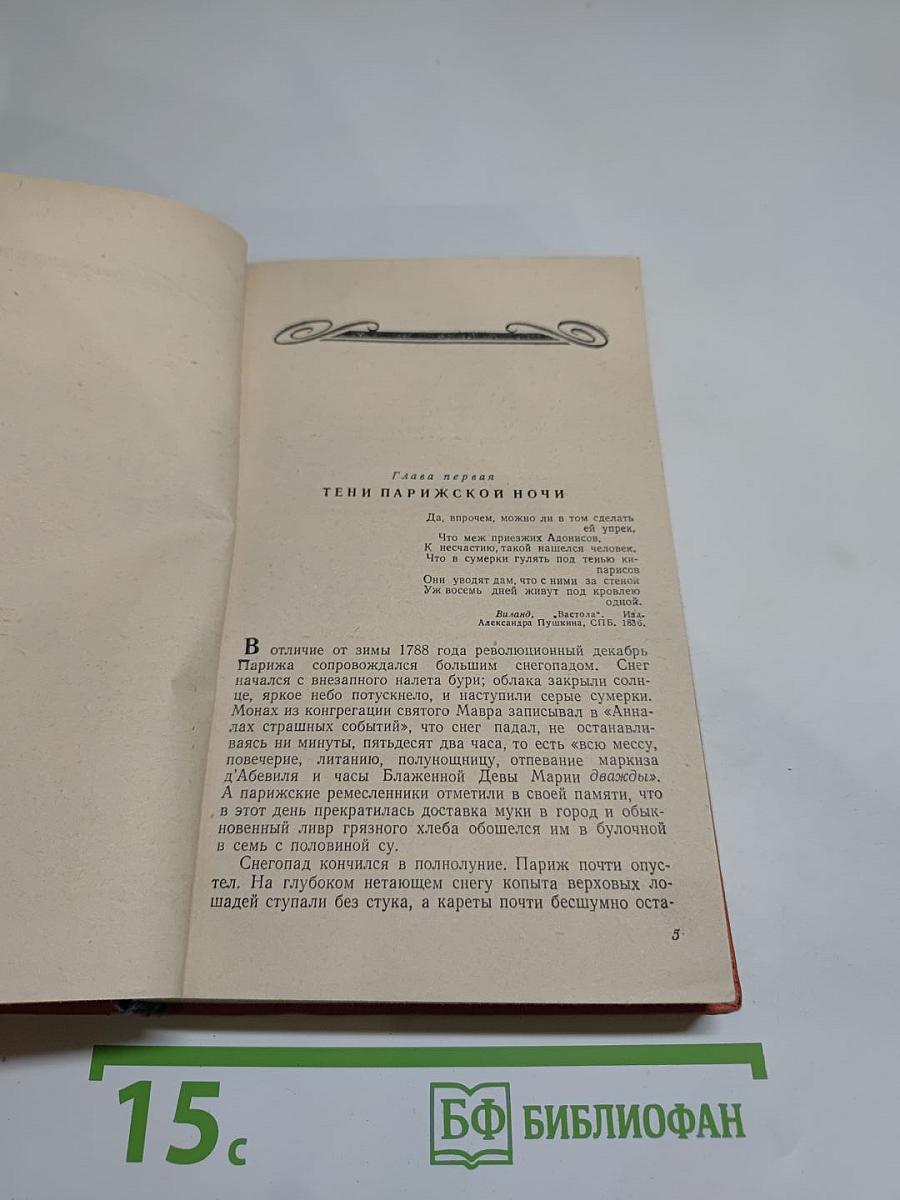 Глава первая
ТЕНИ ПАРИЖСКОЙ НОЧИ
Да, впрочем, можно ли в том сделать
ей упрек,
Что меж приезжих Адонисов,
К несчастию, такой нашелся человек,
Что в сумерки гулять под тенью ки-
парисов
Они уводят дам, что с ними за стеной
Уж восемь дней живут под кровлею
одной.
Виланд, „Вастола“. Изд.
Александра Пушкина, СПБ. 1836.
В отличие от зимы 1788 года революционный декабрь
Парижа сопровождался большим снегопадом. Снег
начался с внезапного налета бури; облака закрыли солн-
це, яркое небо потускнело, и наступили серые сумерки.
Монах из конгрегации святого Мавра записывал в «Анна-
лах страшных событий», что снег падал, не останавли-
ваясь ни минуты, пятьдесят два часа, то есть «всю мессу,
повечерие, литанию, полунощницу, отпевание маркиза
д’Абевиля и часы Блаженной Девы Марии дважды».
А парижские ремесленники отметили в своей памяти, что
в этот день прекратилась доставка муки в город и обык-
новенный ливр грязного хлеба обошелся им в булочной
в семь с половиной су.
Снегопад кончился в полнолуние. Париж почти опус-
тел. На глубоком нетающем снегу копыта верховых ло-
шадей ступали без стука, а кареты почти бесшумно оста-
5
15 с
БФ БИБЛИОФАН